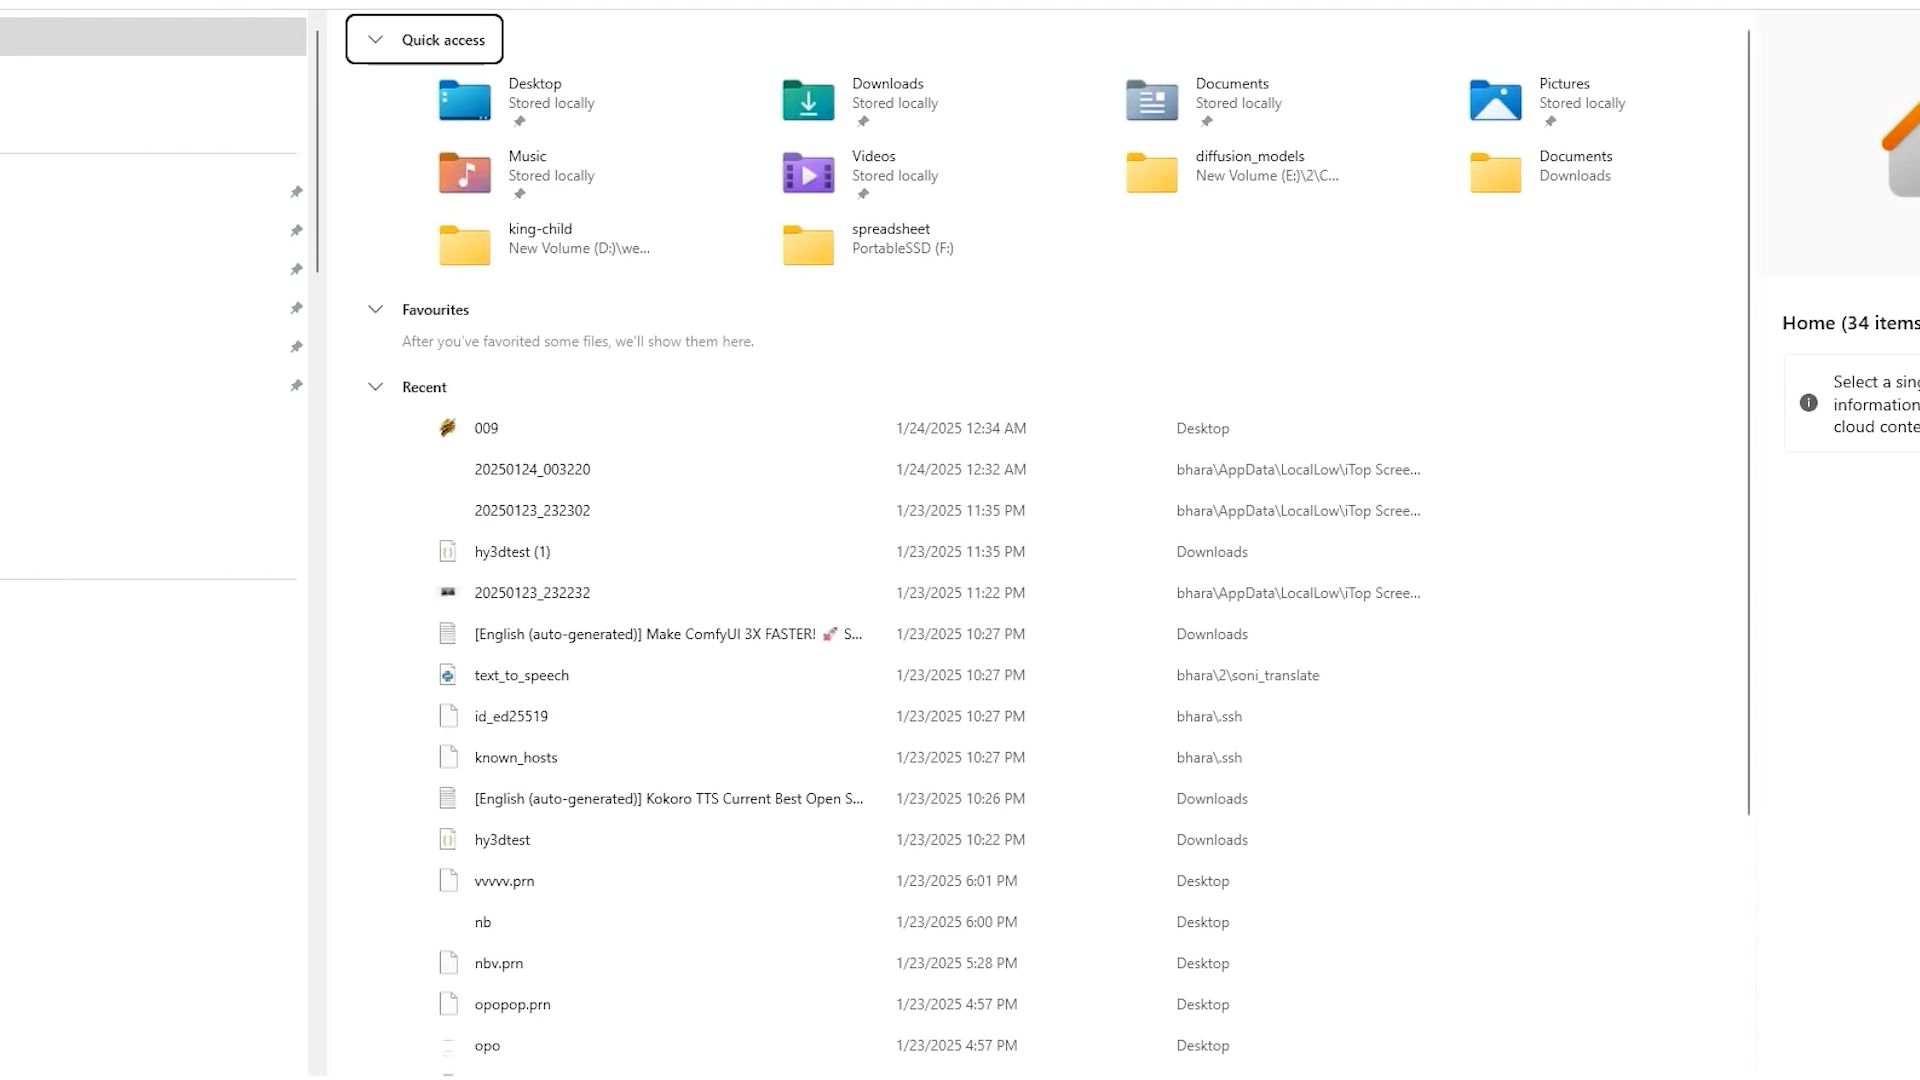 Quick access
Desktop
Stored locally
Downloads
Stored locally
Documents
Stored locally
Pictures
Stored locally
Music
Stored locally
Videos
Stored locally
diffusion_models
New Volume (E:)\2\C...
Documents
Downloads
king-child
New Volume (D:)\we...
spreadsheet
PortableSSD (F:)
Favourites
After you've favorited some files, we'll show them here.
Recent
009 1/24/2025 12:34 AM Desktop
20250124_003220 1/24/2025 12:32 AM bhara\AppData\LocalLow\iTop Scree...
20250123_232302 1/23/2025 11:35 PM bhara\AppData\LocalLow\iTop Scree...
hy3dtest (1) 1/23/2025 11:35 PM Downloads
20250123_232232 1/23/2025 11:22 PM bhara\AppData\LocalLow\iTop Scree...
[English (auto-generated)] Make ComfyUI 3X FASTER! 🚀 S... 1/23/2025 10:27 PM Downloads
text_to_speech 1/23/2025 10:27 PM bhara\2\soni_translate
id_ed25519 1/23/2025 10:27 PM bhara\.ssh
known_hosts 1/23/2025 10:27 PM bhara\.ssh
[English (auto-generated)] Kokoro TTS Current Best Open S... 1/23/2025 10:26 PM Downloads
hy3dtest 1/23/2025 10:22 PM Downloads
vvvvv.prn 1/23/2025 6:01 PM Desktop
nb 1/23/2025 6:00 PM Desktop
nbv.prn 1/23/2025 5:28 PM Desktop
opopop.prn 1/23/2025 4:57 PM Desktop
opo 1/23/2025 4:57 PM Desktop
Home (34 items
Select a sing
information
cloud conte